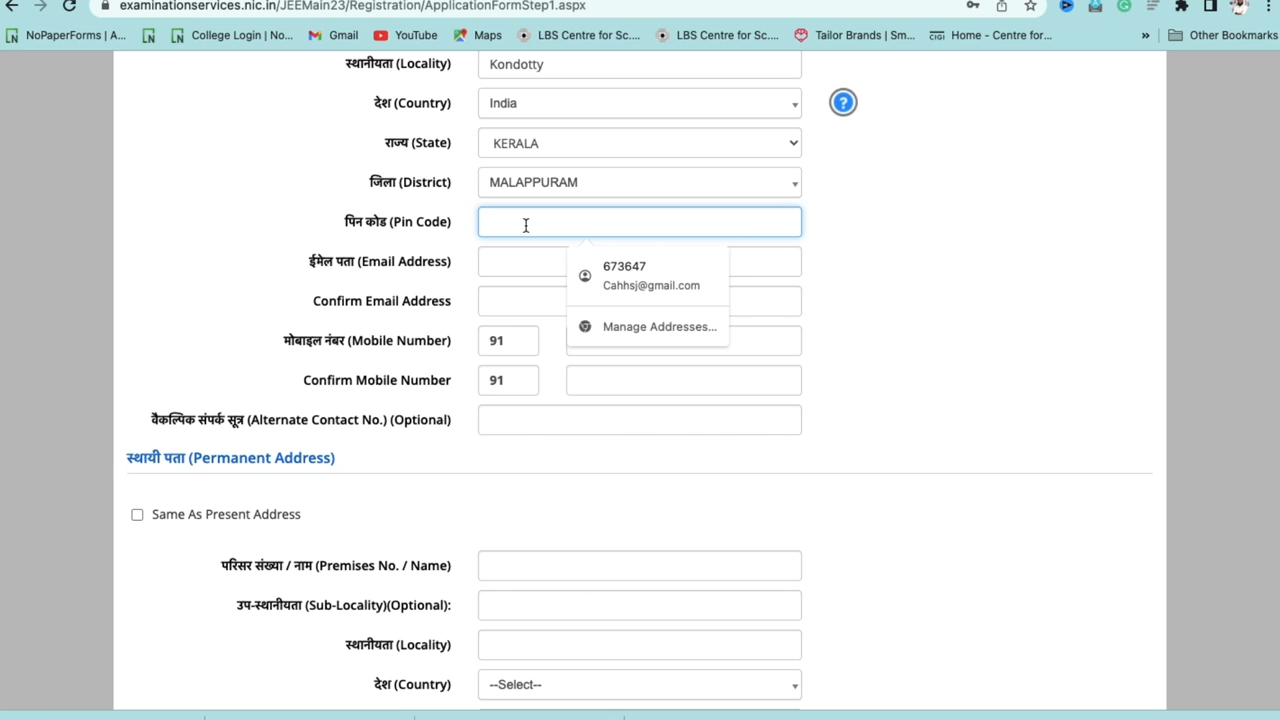 examinationservices.nic.in/JEEMain23/Registration/ApplicationFormStep1.aspx
NoPaperForms | A... College Login | No... Gmail YouTube Maps LBS Centre for Sc.... LBS Centre for Sc.... Tailor Brands | Sm... CIGI Home - Centre for... » Other Bookmarks
स्थानीयता (Locality) Kondotty
देश (Country) India ?
राज्य (State) KERALA
जिला (District) MALAPPURAM
पिन कोड (Pin Code)
ईमेल पता (Email Address)
673647
Cahhsj@gmail.com
Confirm Email Address
Manage Addresses...
मोबाइल नंबर (Mobile Number) 91
Confirm Mobile Number 91
वैकल्पिक संपर्क सूत्र (Alternate Contact No.) (Optional)
स्थायी पता (Permanent Address)
Same As Present Address
परिसर संख्या / नाम (Premises No. / Name)
उप-स्थानीयता (Sub-Locality)(Optional):
स्थानीयता (Locality)
देश (Country) --Select--